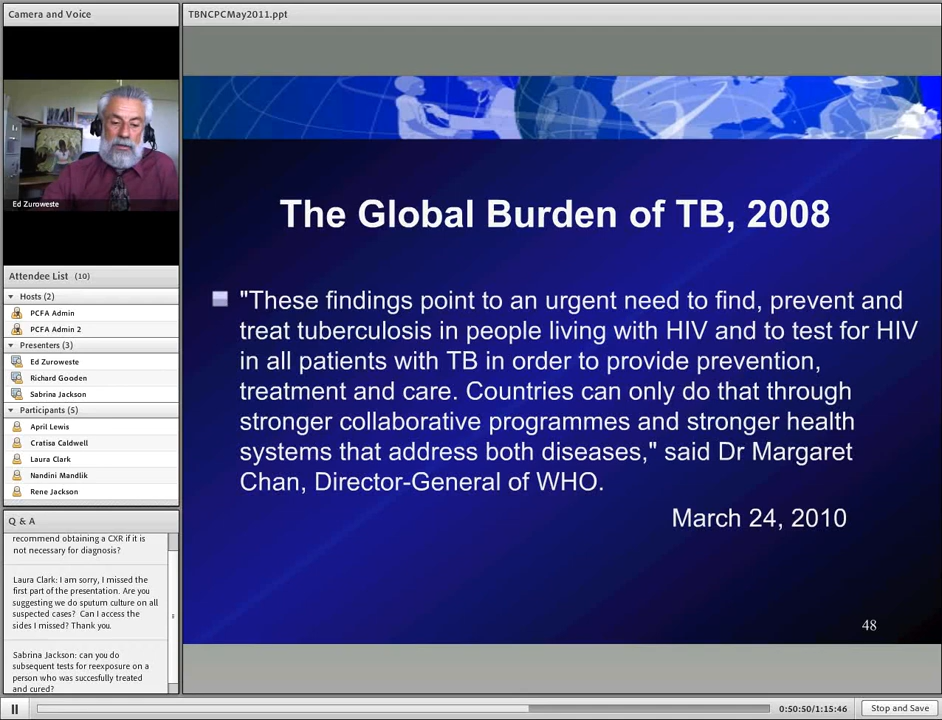 Camera and Voice
Ed Zuroweste
Attendee List (10)
Hosts (2)
PCFA Admin
PCFA Admin 2
Presenters (3)
Ed Zuroweste
Richard Gooden
Sabrina Jackson
Participants (5)
April Lewis
Cratisa Caldwell
Laura Clark
Nandini Mandlik
Rene Jackson
Q & A
recommend obtaining a CXR if it is
not necessary for diagnosis?
Laura Clark: I am sorry, I missed the
first part of the presentation. Are you
suggesting we do sputum culture on all
suspected cases? Can I access the
sides I missed? Thank you.
Sabrina Jackson: can you do
subsequent tests for reexposure on a
person who was succesfully treated
and cured?
TBNCPCMay2011.ppt
The Global Burden of TB, 2008
"These findings point to an urgent need to find, prevent and
treat tuberculosis in people living with HIV and to test for HIV
in all patients with TB in order to provide prevention,
treatment and care. Countries can only do that through
stronger collaborative programmes and stronger health
systems that address both diseases," said Dr Margaret
Chan, Director-General of WHO.
March 24, 2010
48
0:50:50/1:15:46
Stop and Save